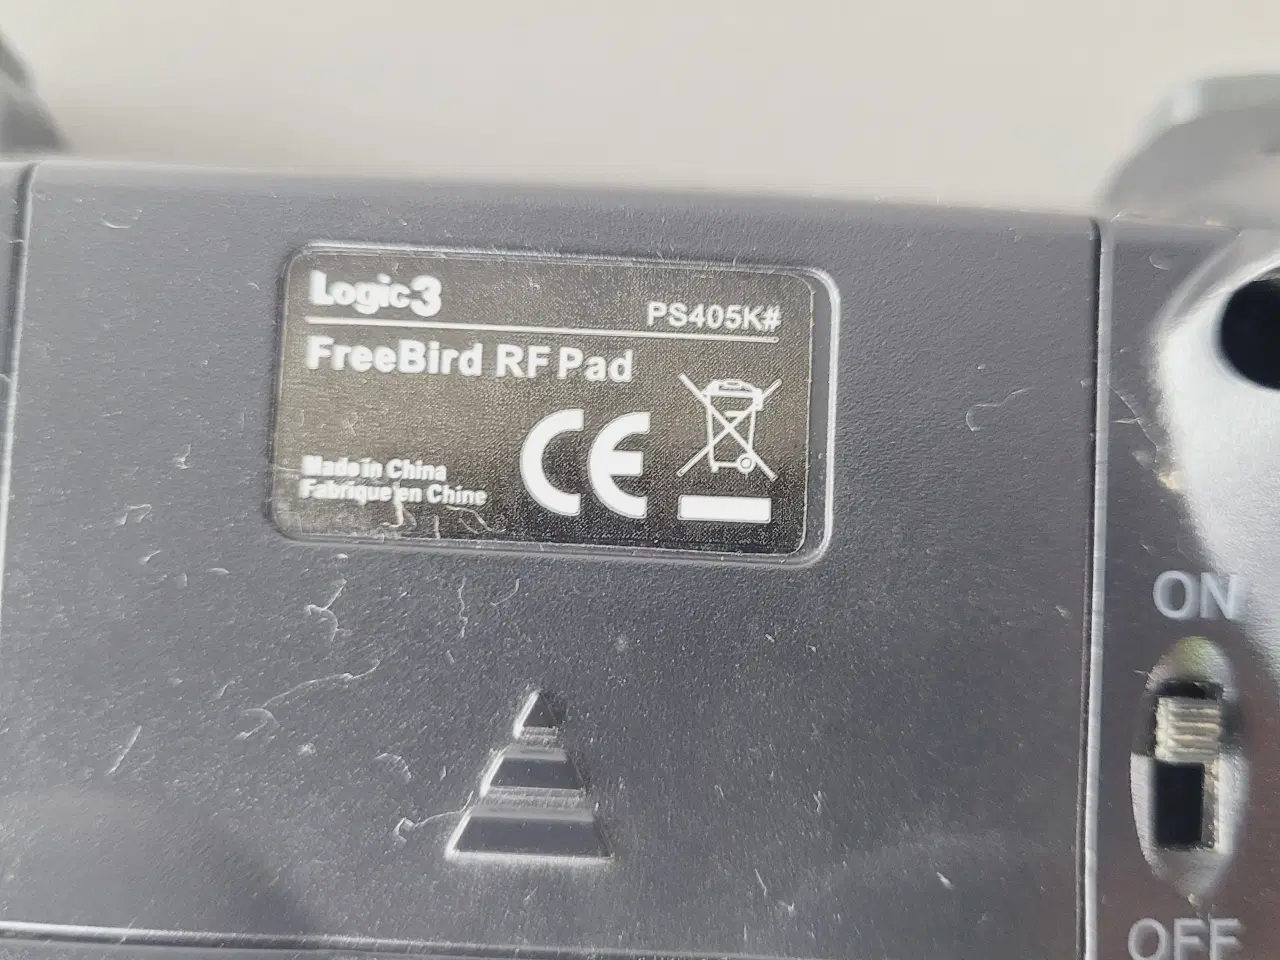 Logic3
PS405K#
FreeBird RF Pad
CE
Made in China
Fabrique en Chine
ON
OFF